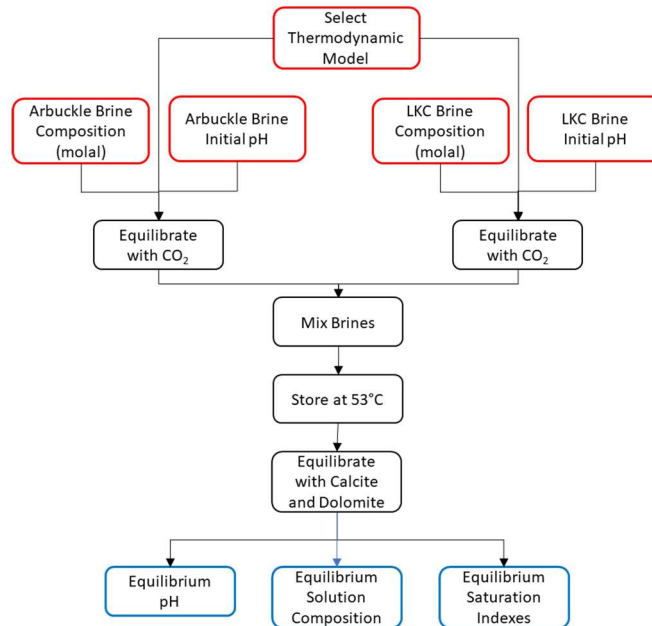 Select
Thermodynamic
Model
Arbuckle Brine
Composition
(molal)
Arbuckle Brine
Initial pH
LKC Brine
Composition
(molal)
LKC Brine
Initial pH
Equilibrate
with CO₂
Equilibrate
with CO₂
Mix Brines
Store at 53°C
Equilibrate
with Calcite
and Dolomite
Equilibrium
pH
Equilibrium
Solution
Composition
Equilibrium
Saturation
Indexes